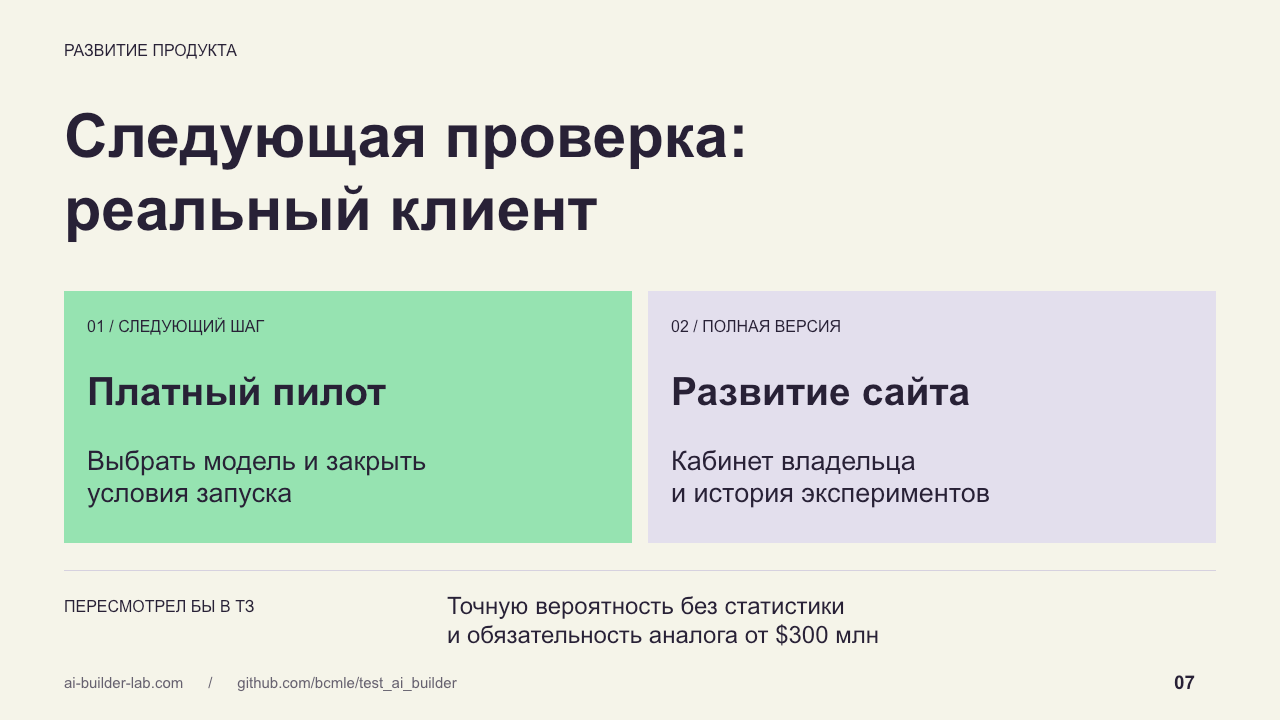 РАЗВИТИЕ ПРОДУКТА
Следующая проверка:
реальный клиент
01 / СЛЕДУЮЩИЙ ШАГ
Платный пилот
Выбрать модель и закрыть
условия запуска
02 / ПОЛНАЯ ВЕРСИЯ
Развитие сайта
Кабинет владельца
и история экспериментов
ПЕРЕСМОТРЕЛ БЫ В ТЗ
Точную вероятность без статистики
и обязательность аналога от $300 млн
ai-builder-lab.com / github.com/bcmle/test_ai_builder
07